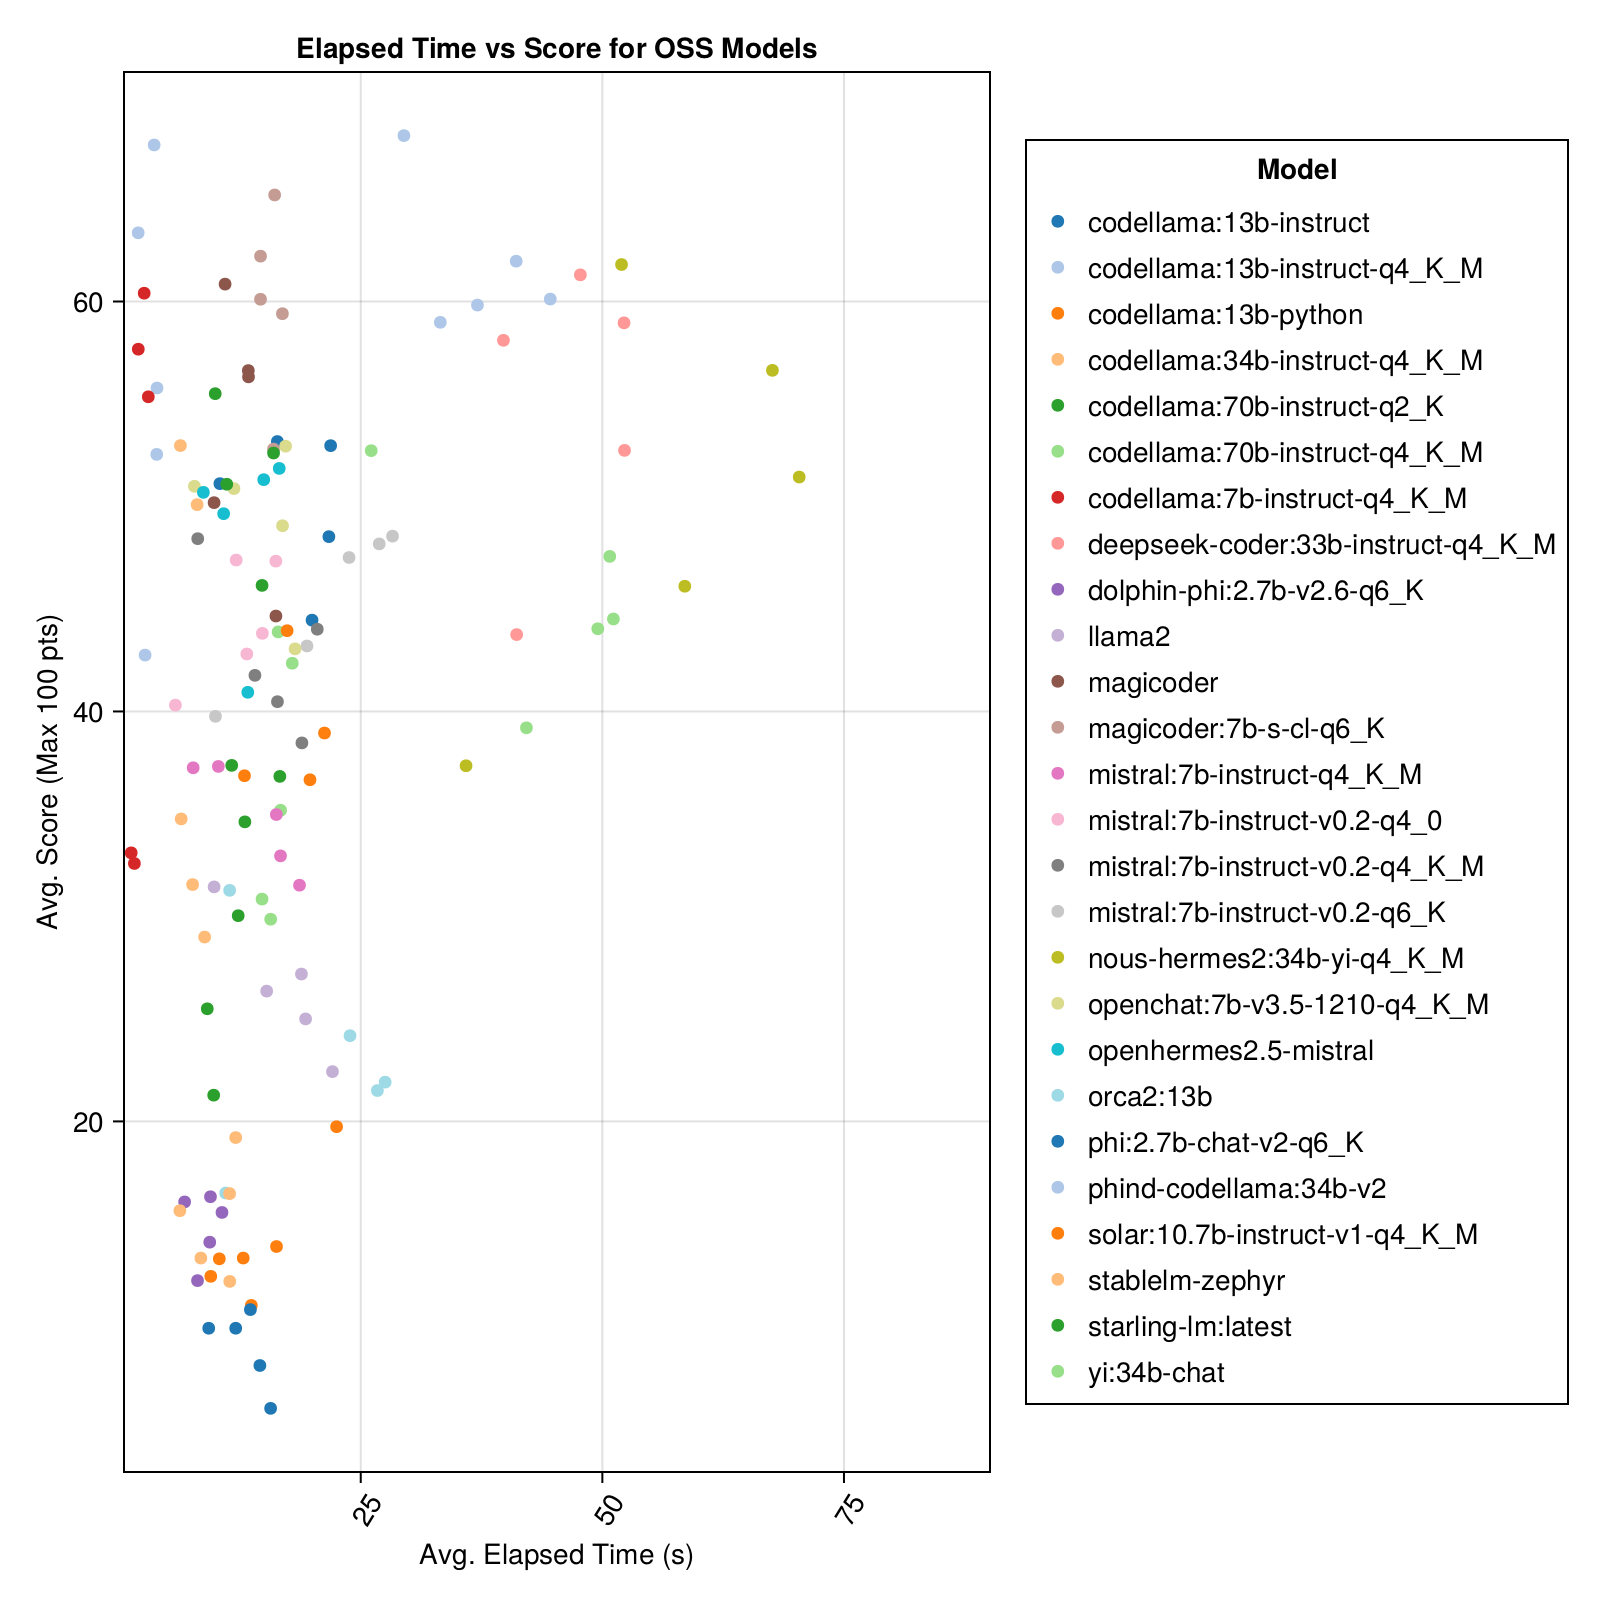 Elapsed Time vs Score for OSS Models
Avg. Score (Max 100 pts)
60
40
20
25
50
75
Avg. Elapsed Time (s)
Model
codellama:13b-instruct
codellama:13b-instruct-q4_K_M
codellama:13b-python
codellama:34b-instruct-q4_K_M
codellama:70b-instruct-q2_K
codellama:70b-instruct-q4_K_M
codellama:7b-instruct-q4_K_M
deepseek-coder:33b-instruct-q4_K_M
dolphin-phi:2.7b-v2.6-q6_K
llama2
magicoder
magicoder:7b-s-cl-q6_K
mistral:7b-instruct-q4_K_M
mistral:7b-instruct-v0.2-q4_0
mistral:7b-instruct-v0.2-q4_K_M
mistral:7b-instruct-v0.2-q6_K
nous-hermes2:34b-yi-q4_K_M
openchat:7b-v3.5-1210-q4_K_M
openhermes2.5-mistral
orca2:13b
phi:2.7b-chat-v2-q6_K
phind-codellama:34b-v2
solar:10.7b-instruct-v1-q4_K_M
stablelm-zephyr
starling-lm:latest
yi:34b-chat